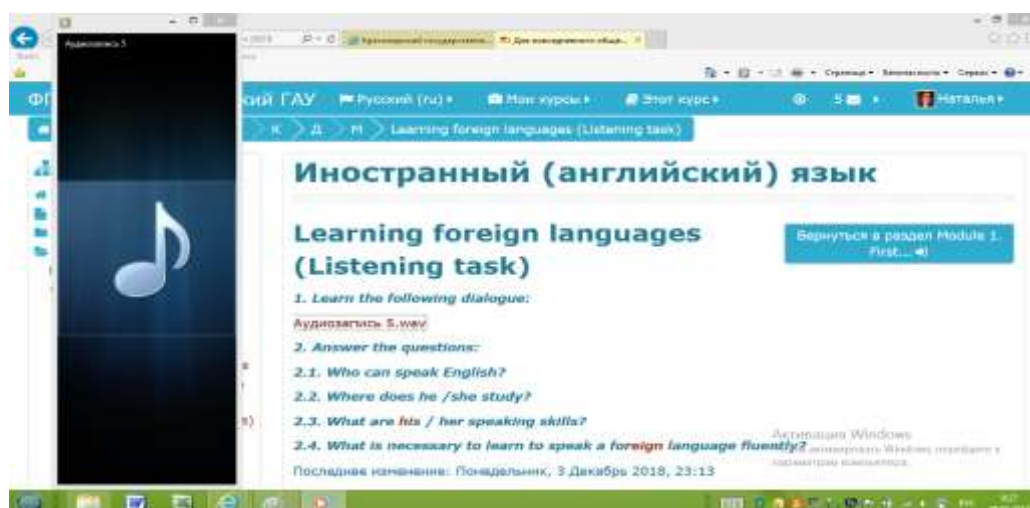 Аудиозапись 5
ГАУ Русский (ru) Мои курсы Этот курс 5 Наталья
К Д М Learning foreign languages (Listening task)
Иностранный (английский) язык
Learning foreign languages
(Listening task)
Вернуться в раздел Module 1.
First...
1. Learn the following dialogue:
Аудиозапись 5.wav
2. Answer the questions:
2.1. Who can speak English?
2.2. Where does he /she study?
2.3. What are his / her speaking skills?
2.4. What is necessary to learn to speak a foreign language fluently?
Активация Windows
Последнее изменение: Понедельник, 3 Декабрь 2018, 23:13